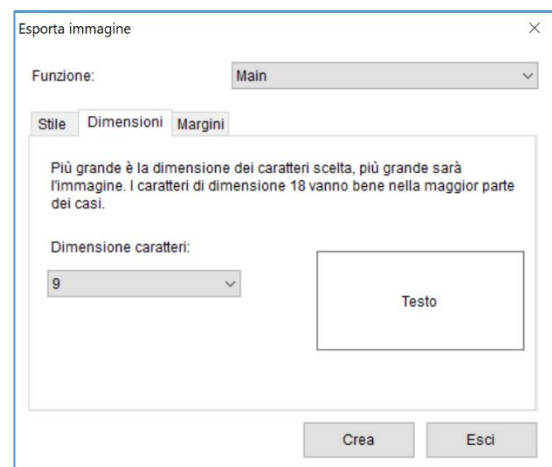 Esporta immagine
Funzione: Main
Stile Dimensioni Margini
Più grande è la dimensione dei caratteri scelta, più grande sarà
l'immagine. I caratteri di dimensione 18 vanno bene nella maggior parte
dei casi.
Dimensione caratteri:
9
Testo
Crea Esci